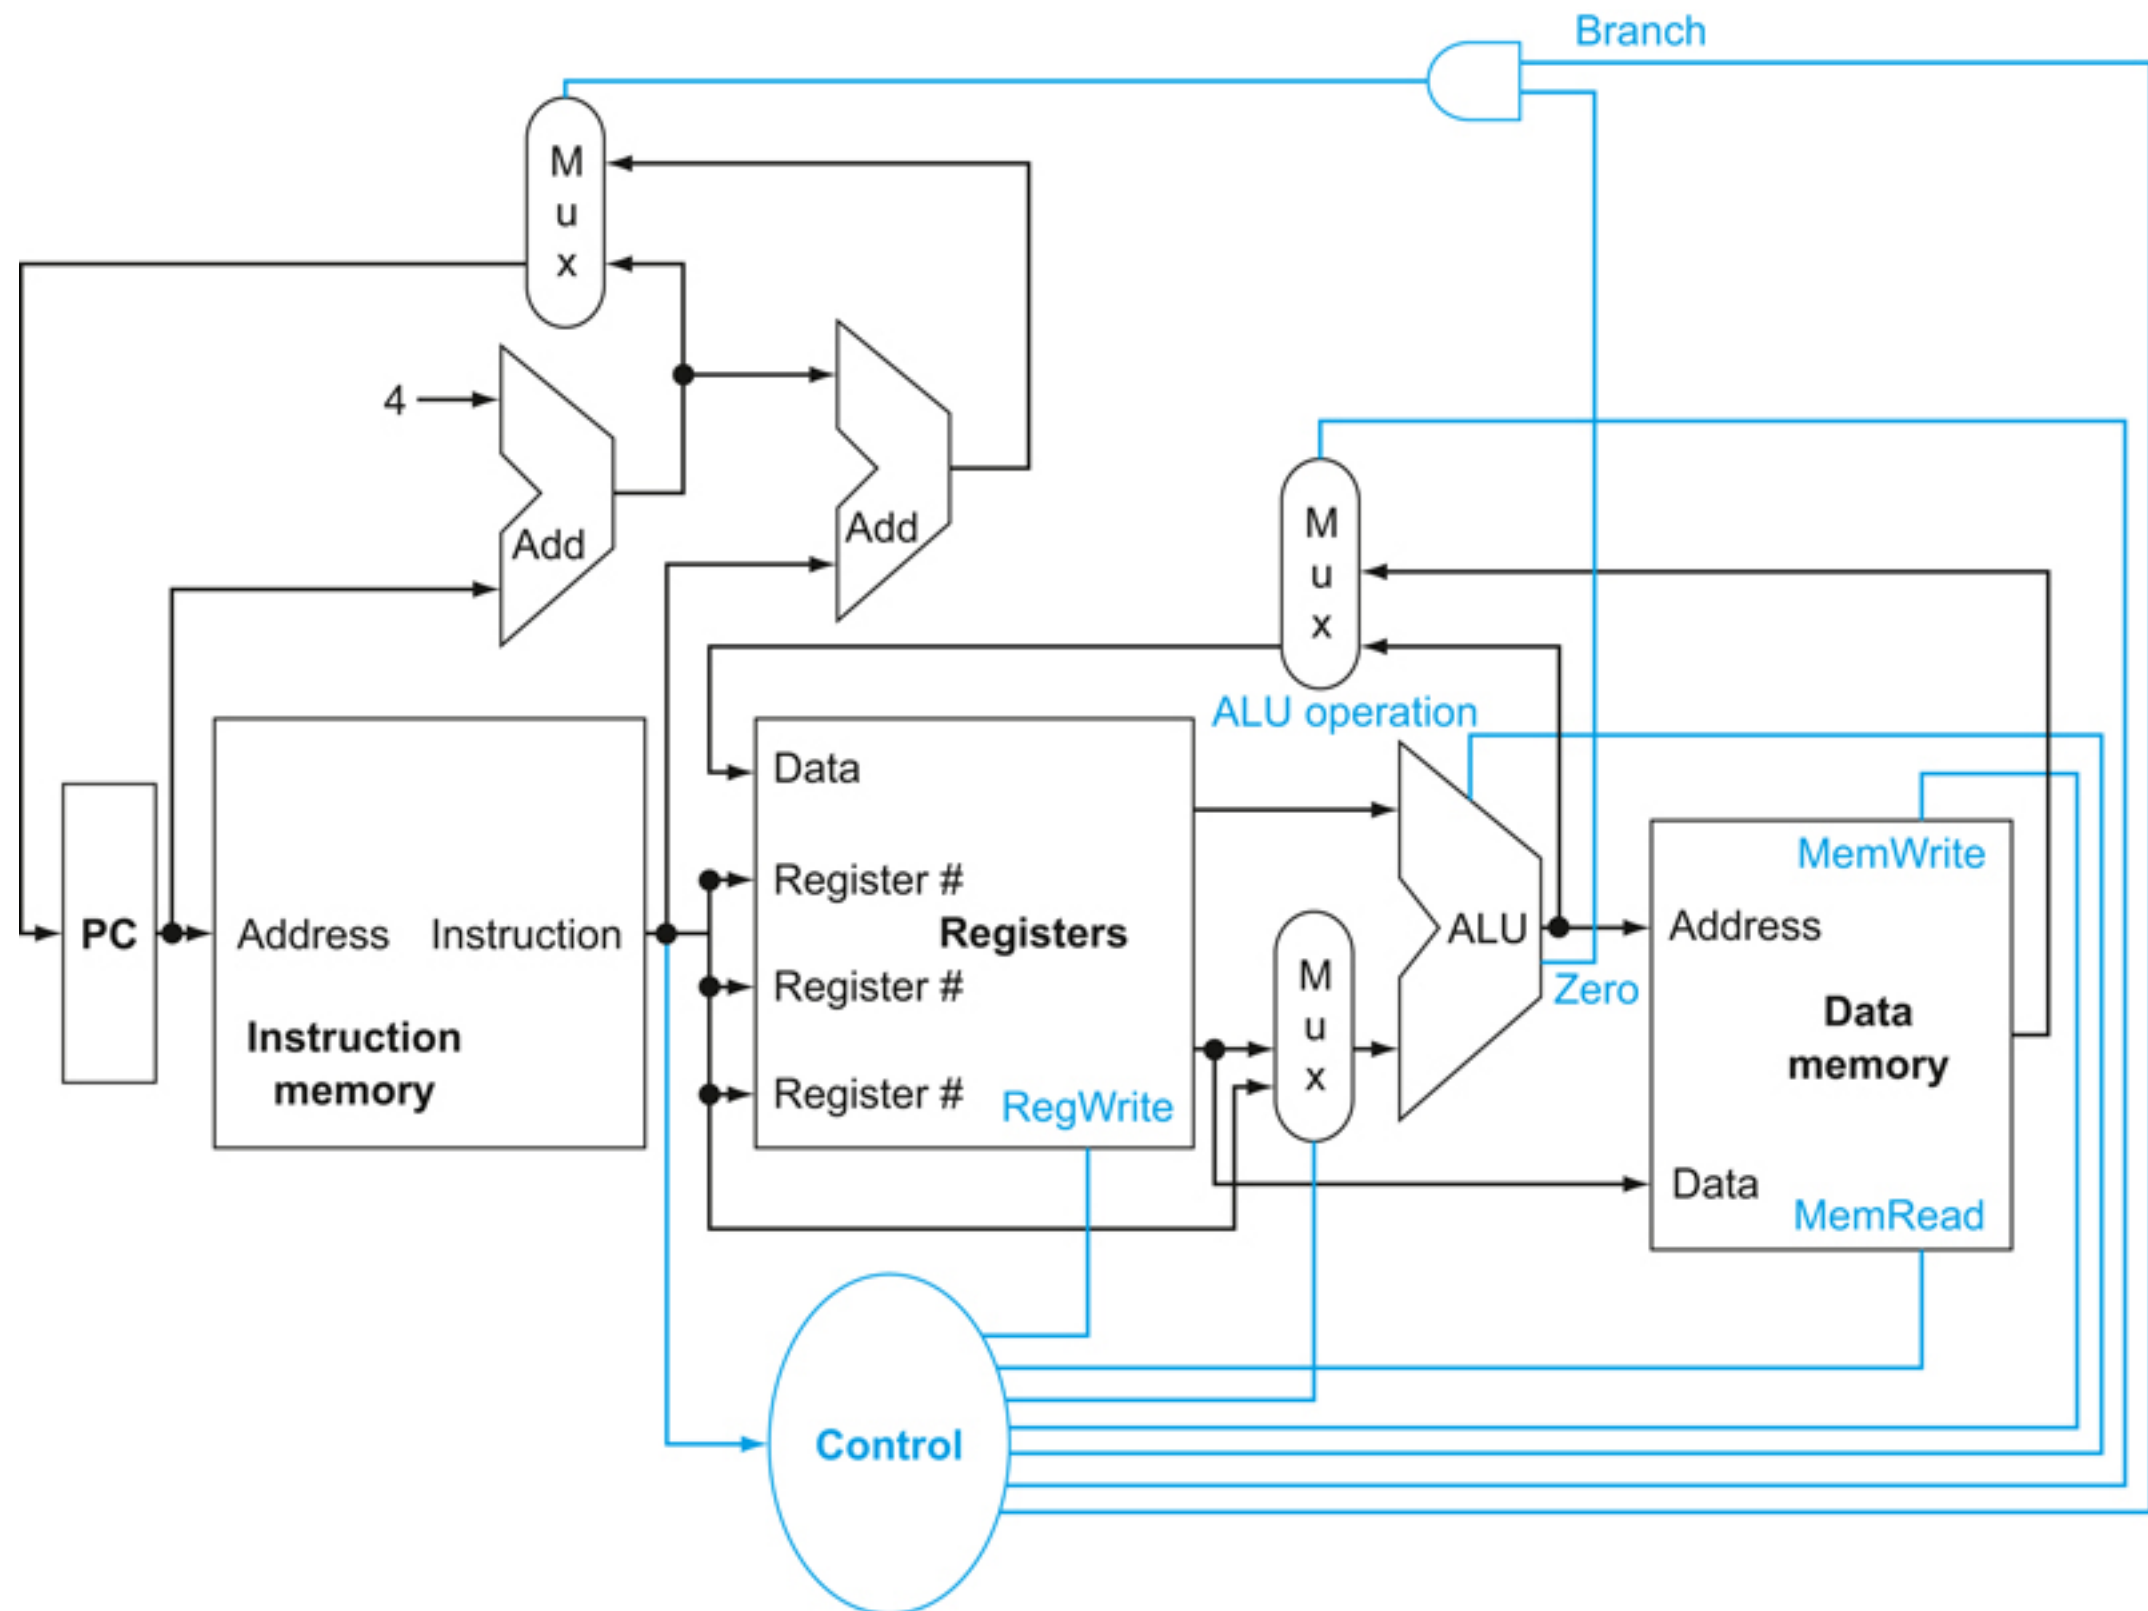 Branch
M
u
x
4
Add
Add
M
u
x
ALU operation
Data
Register #
Registers
Register #
Register #
RegWrite
PC
Address Instruction
Instruction
memory
M
u
x
ALU
Zero
MemWrite
Address
Data
memory
Data
MemRead
Control